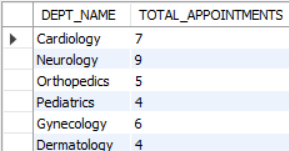 DEPT_NAME TOTAL_APPOINTMENTS
Cardiology 7
Neurology 9
Orthopedics 5
Pediatrics 4
Gynecology 6
Dermatology 4